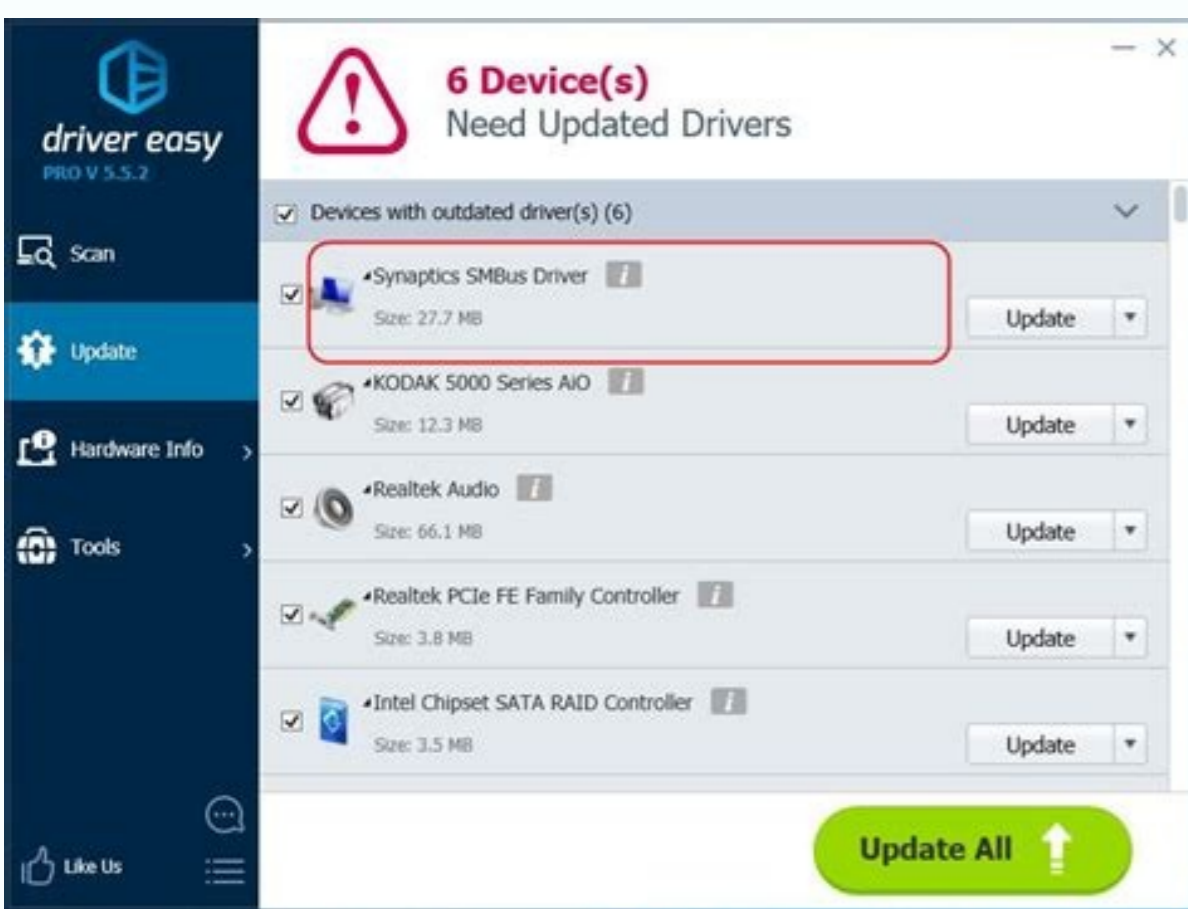 driver easy
PRO V 5.5.2
Scan
Update
Hardware Info
Tools
Like Us
6 Device(s)
Need Updated Drivers
Devices with outdated driver(s) (6)
Synaptics SMBus Driver i
Size: 27.7 MB
Update
KODAK 5000 Series AiO i
Size: 12.3 MB
Update
Realtek Audio i
Size: 66.1 MB
Update
Realtek PCIe FE Family Controller i
Size: 3.8 MB
Update
Intel Chipset SATA RAID Controller i
Size: 3.5 MB
Update
Update All